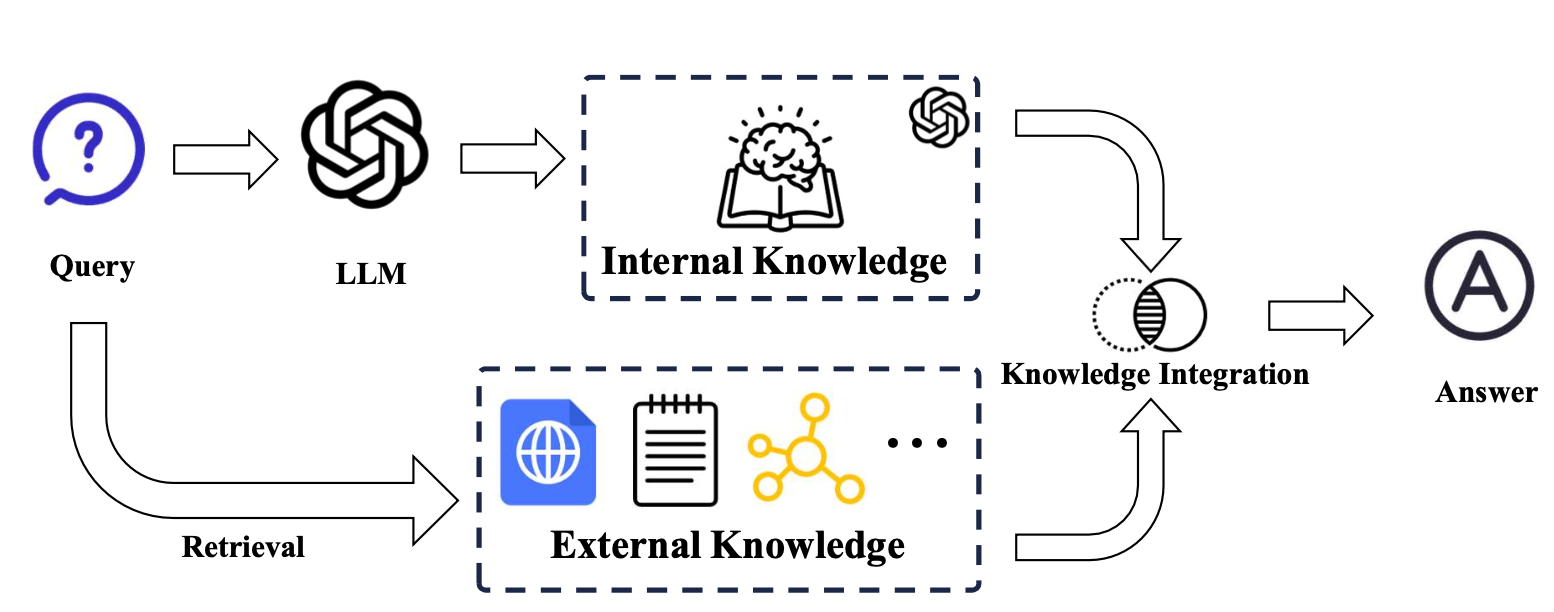 Query
LLM
Internal Knowledge
Retrieval
External Knowledge
Knowledge Integration
Answer